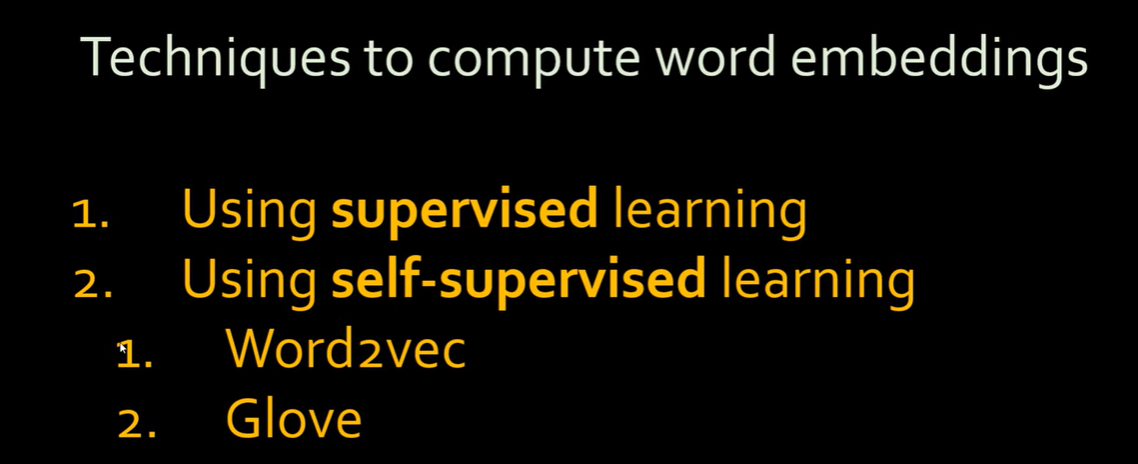 Techniques to compute word embeddings
1. Using supervised learning
2. Using self-supervised learning
1. Word2vec
2. Glove